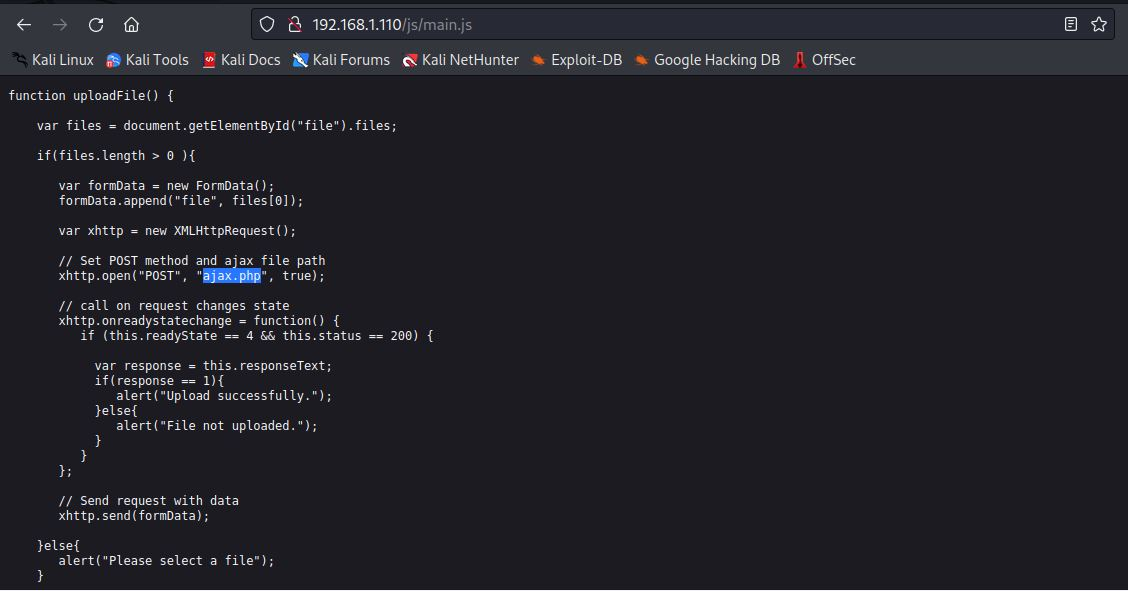 192.168.1.110/js/main.js
Kali Linux Kali Tools Kali Docs Kali Forums Kali NetHunter Exploit-DB Google Hacking DB OffSec
function uploadFile() {
var files = document.getElementById("file").files;
if(files.length > 0 ){
var formData = new FormData();
formData.append("file", files[0]);
var xhttp = new XMLHttpRequest();
// Set POST method and ajax file path
xhttp.open("POST", "ajax.php", true);
// call on request changes state
xhttp.onreadystatechange = function() {
if (this.readyState == 4 && this.status == 200) {
var response = this.responseText;
if(response == 1){
alert("Upload successfully.");
}else{
alert("File not uploaded.");
}
}
};
// Send request with data
xhttp.send(formData);
}else{
alert("Please select a file");
}